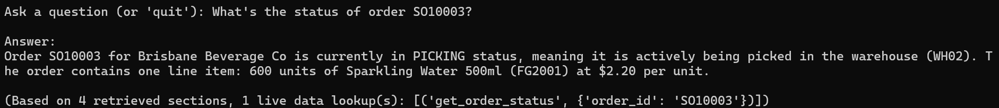 Ask a question (or 'quit'): What's the status of order SO10003?
Answer:
Order SO10003 for Brisbane Beverage Co is currently in PICKING status, meaning it is actively being picked in the warehouse (WH02). T
he order contains one line item: 600 units of Sparkling Water 500ml (FG2001) at $2.20 per unit.
(Based on 4 retrieved sections, 1 live data lookup(s): [('get_order_status', {'order_id': 'SO10003'})])